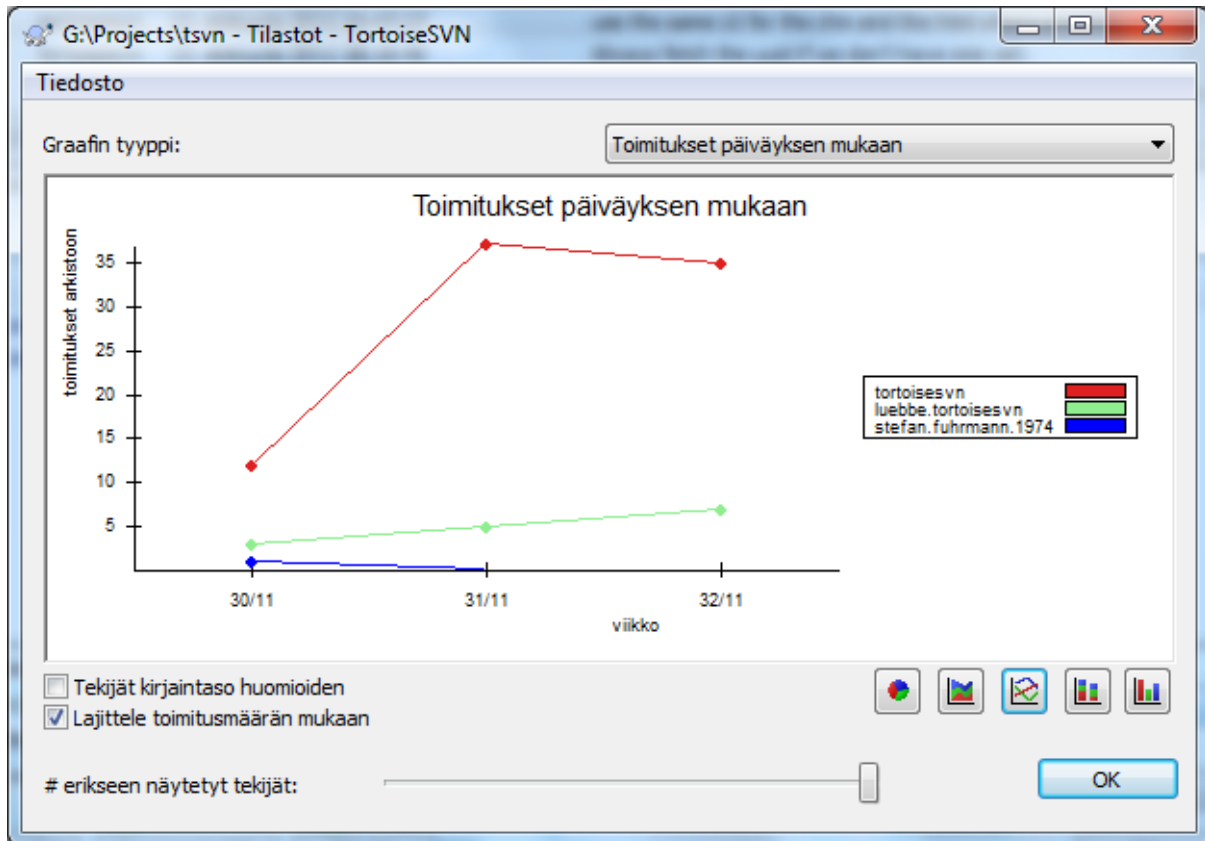 G:\Projects\tsvn - Tilastot - TortoiseSVN
Tiedosto
Graafin tyyppi:
Toimitukset päiväyksen mukaan
Toimitukset päiväyksen mukaan
toimitukset arkistoon
35
30
25
20
15
10
5
30/11
31/11
32/11
viikko
tortoisesvn
luebbe.tortoisesvn
stefan.fuhrmann.1974
Tekijät kirjaintaso huomioiden
Lajittele toimitusmäärän mukaan
# erikseen näytetyt tekijät:
OK